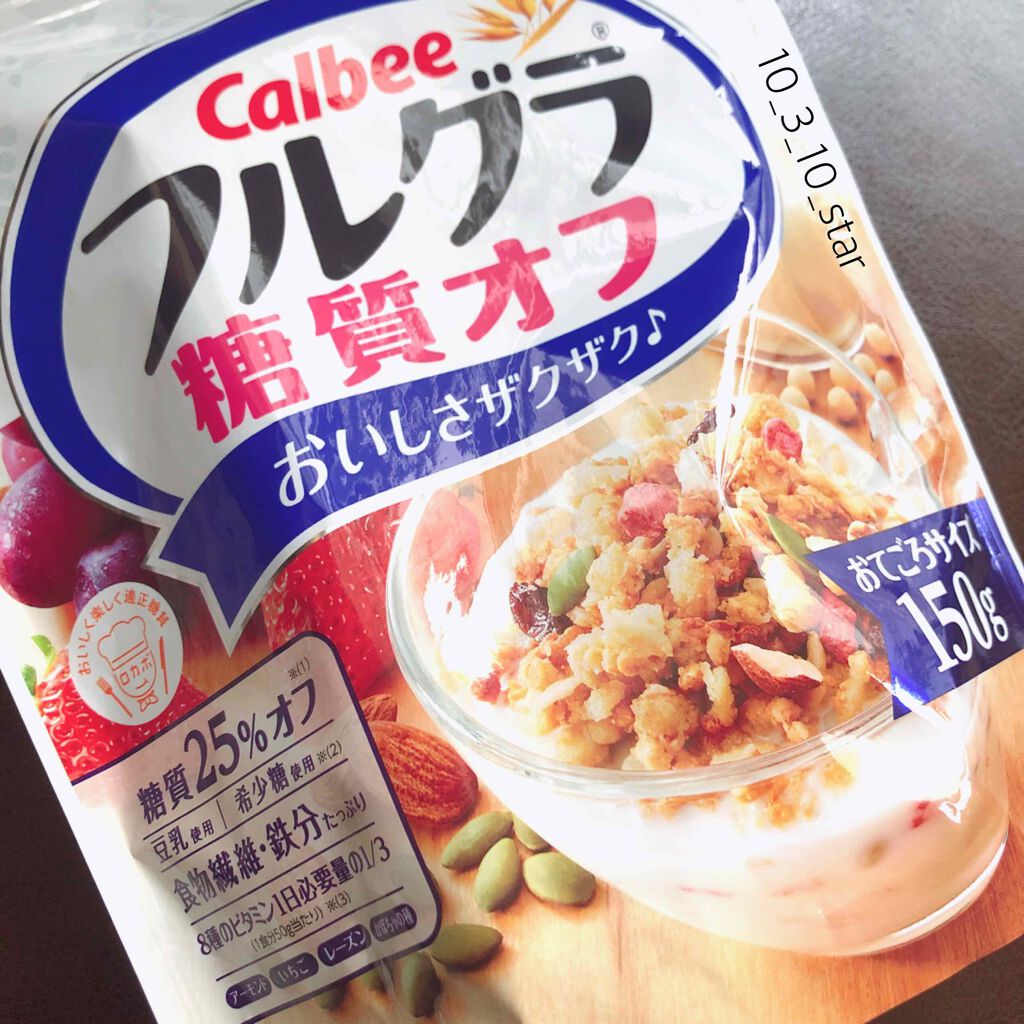 Calbee®
フルグラ
糖質オフ
おいしさザクザク♪
10_3_10_star
おてごろサイズ
150g
おいしく楽しく適正糖質
ロカボ
糖質25%オフ※(1)
豆乳使用 | 希少糖使用※(2)
食物繊維・鉄分たっぷり
8種のビタミン1日必要量の1/3
(1食分50g当たり)※(3)
アーモンド いちご レーズン かぼちゃの種